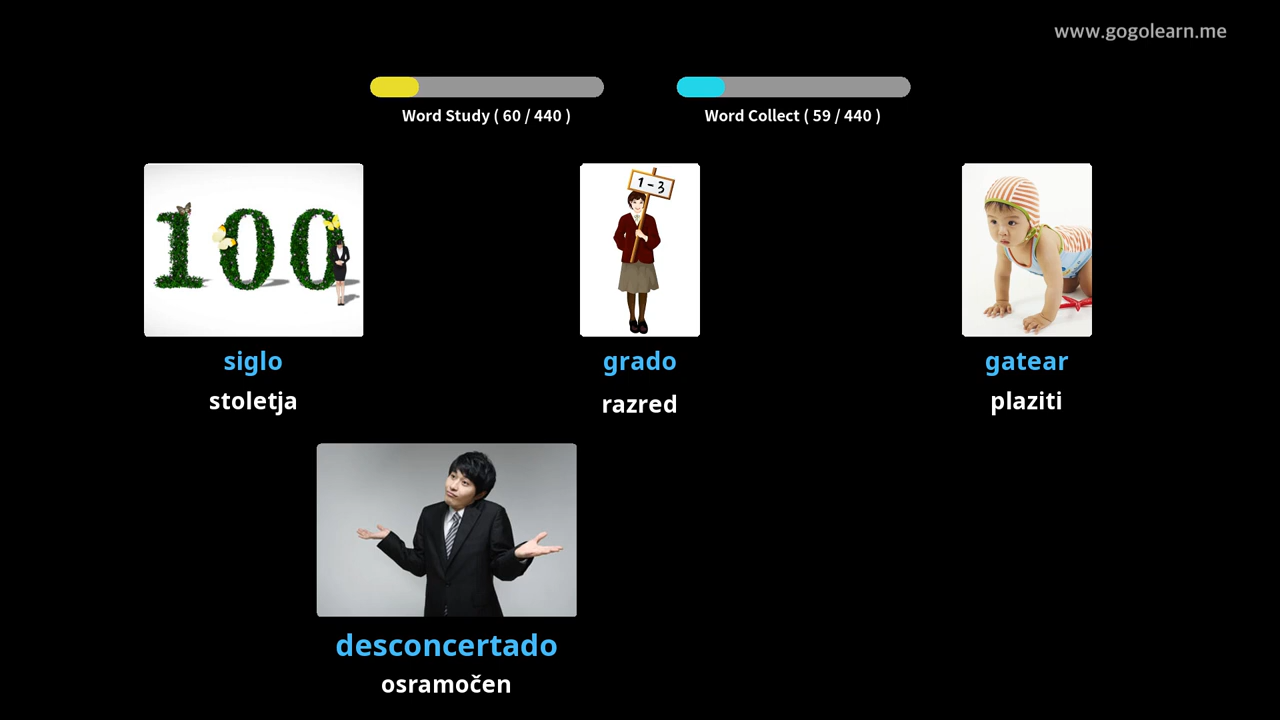 www.gogolearn.me
Word Study ( 60 / 440 )
Word Collect ( 59 / 440 )
100
1 - 3
siglo
grado
gatear
stoletja
razred
plaziti
desconcertado
osramočen